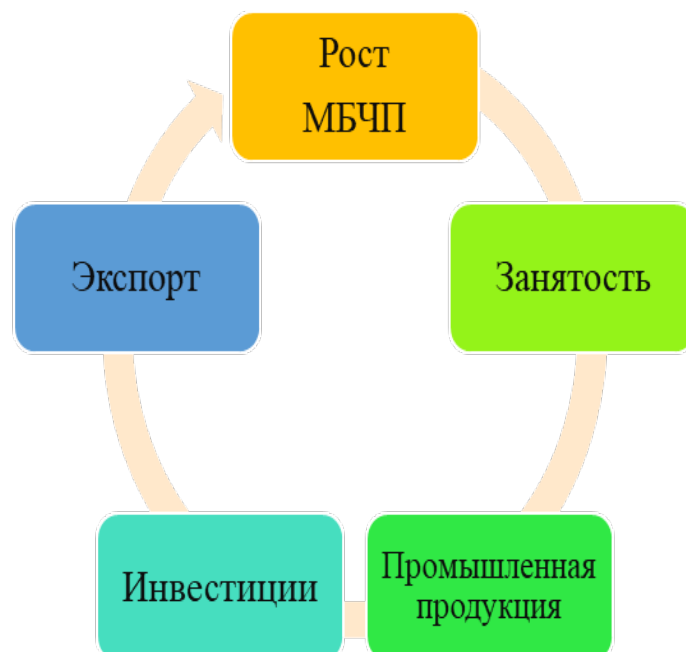 Рост
МБЧП
Занятость
Промышленная
продукция
Инвестиции
Экспорт